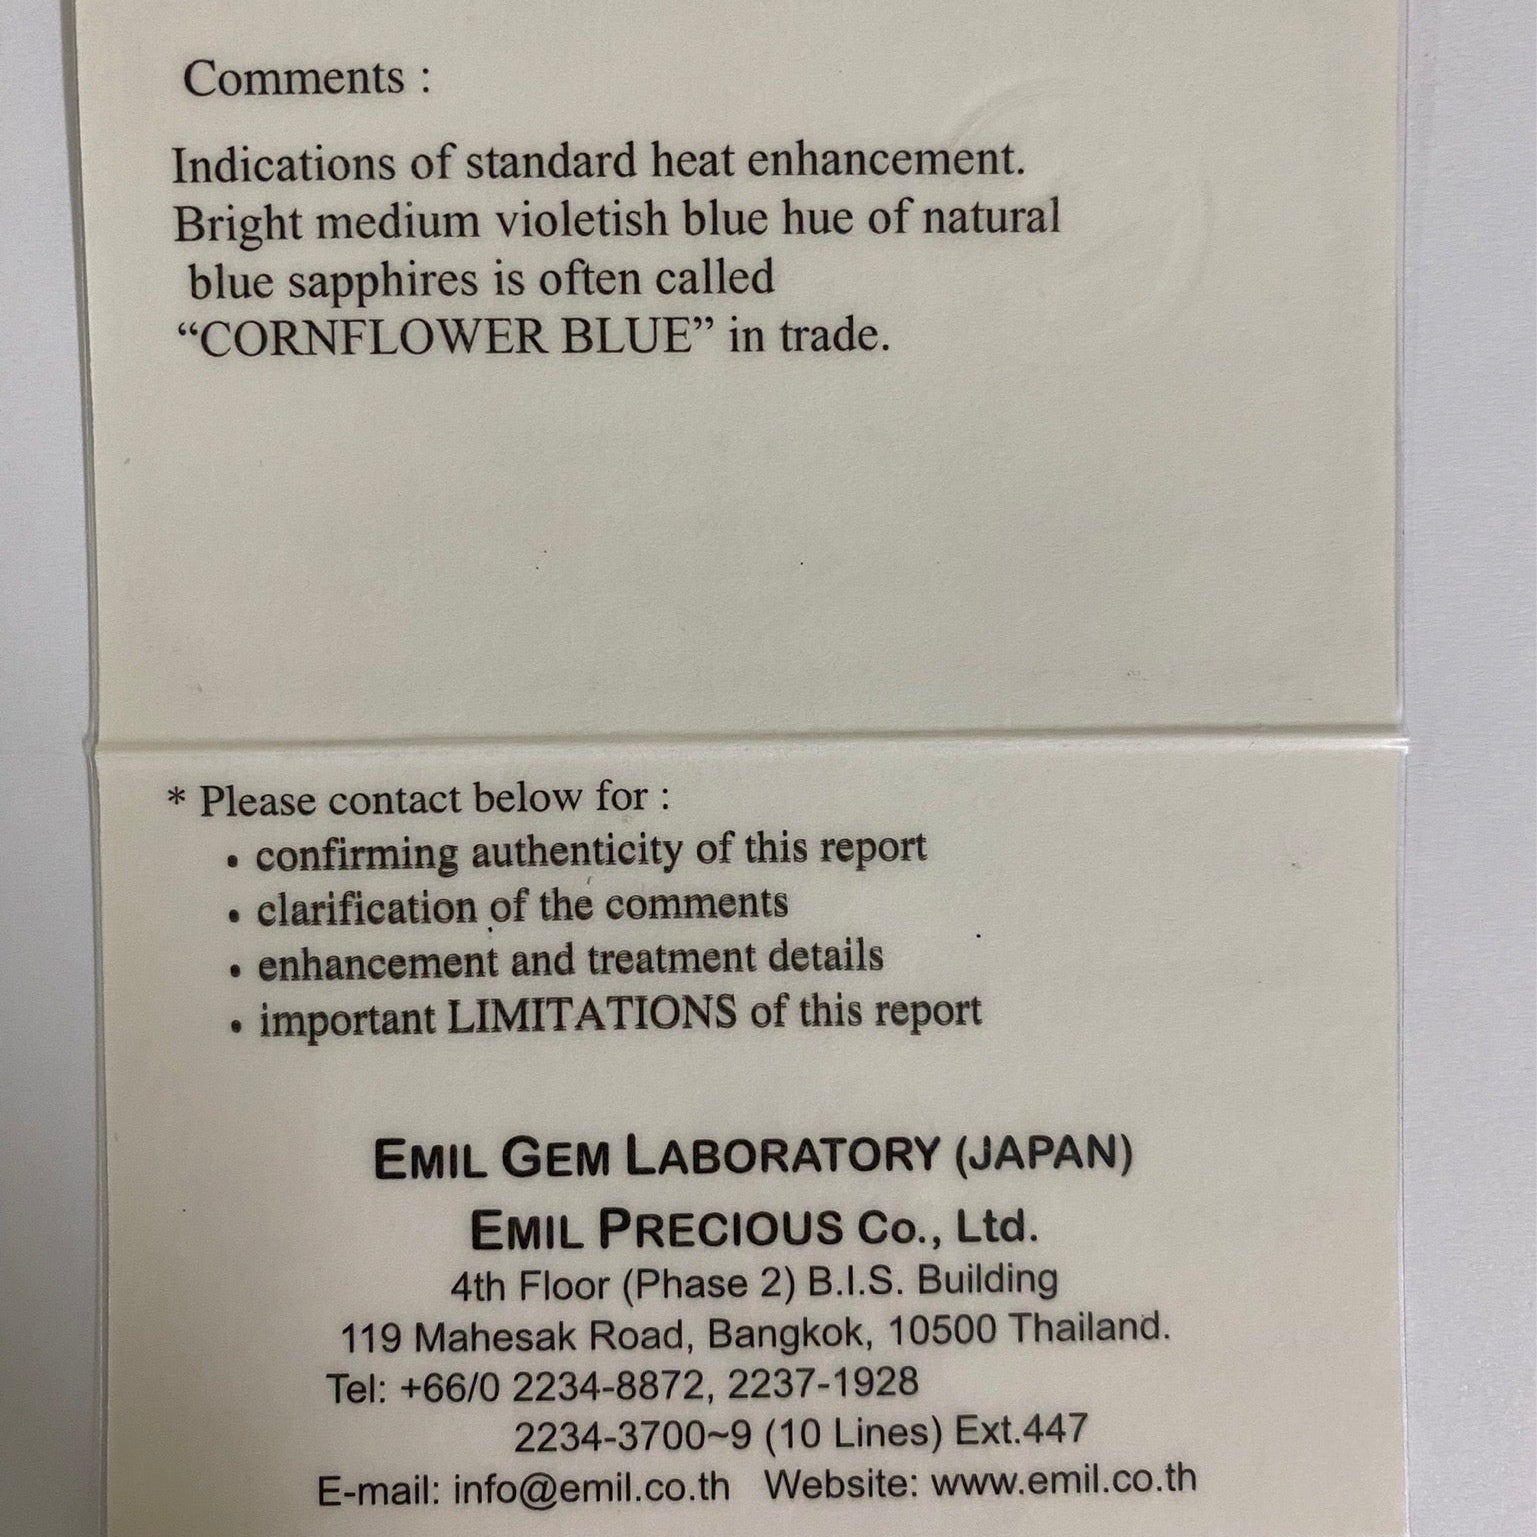 Comments :
Indications of standard heat enhancement.
Bright medium violetish blue hue of natural
blue sapphires is often called
“CORNFLOWER BLUE” in trade.
* Please contact below for :
• confirming authenticity of this report
• clarification of the comments
• enhancement and treatment details
• important LIMITATIONS of this report
EMIL GEM LABORATORY (JAPAN)
EMIL PRECIOUS Co., Ltd.
4th Floor (Phase 2) B.I.S. Building
119 Mahesak Road, Bangkok, 10500 Thailand.
Tel: +66/0 2234-8872, 2237-1928
2234-3700~9 (10 Lines) Ext.447
E-mail: info@emil.co.th Website: www.emil.co.th